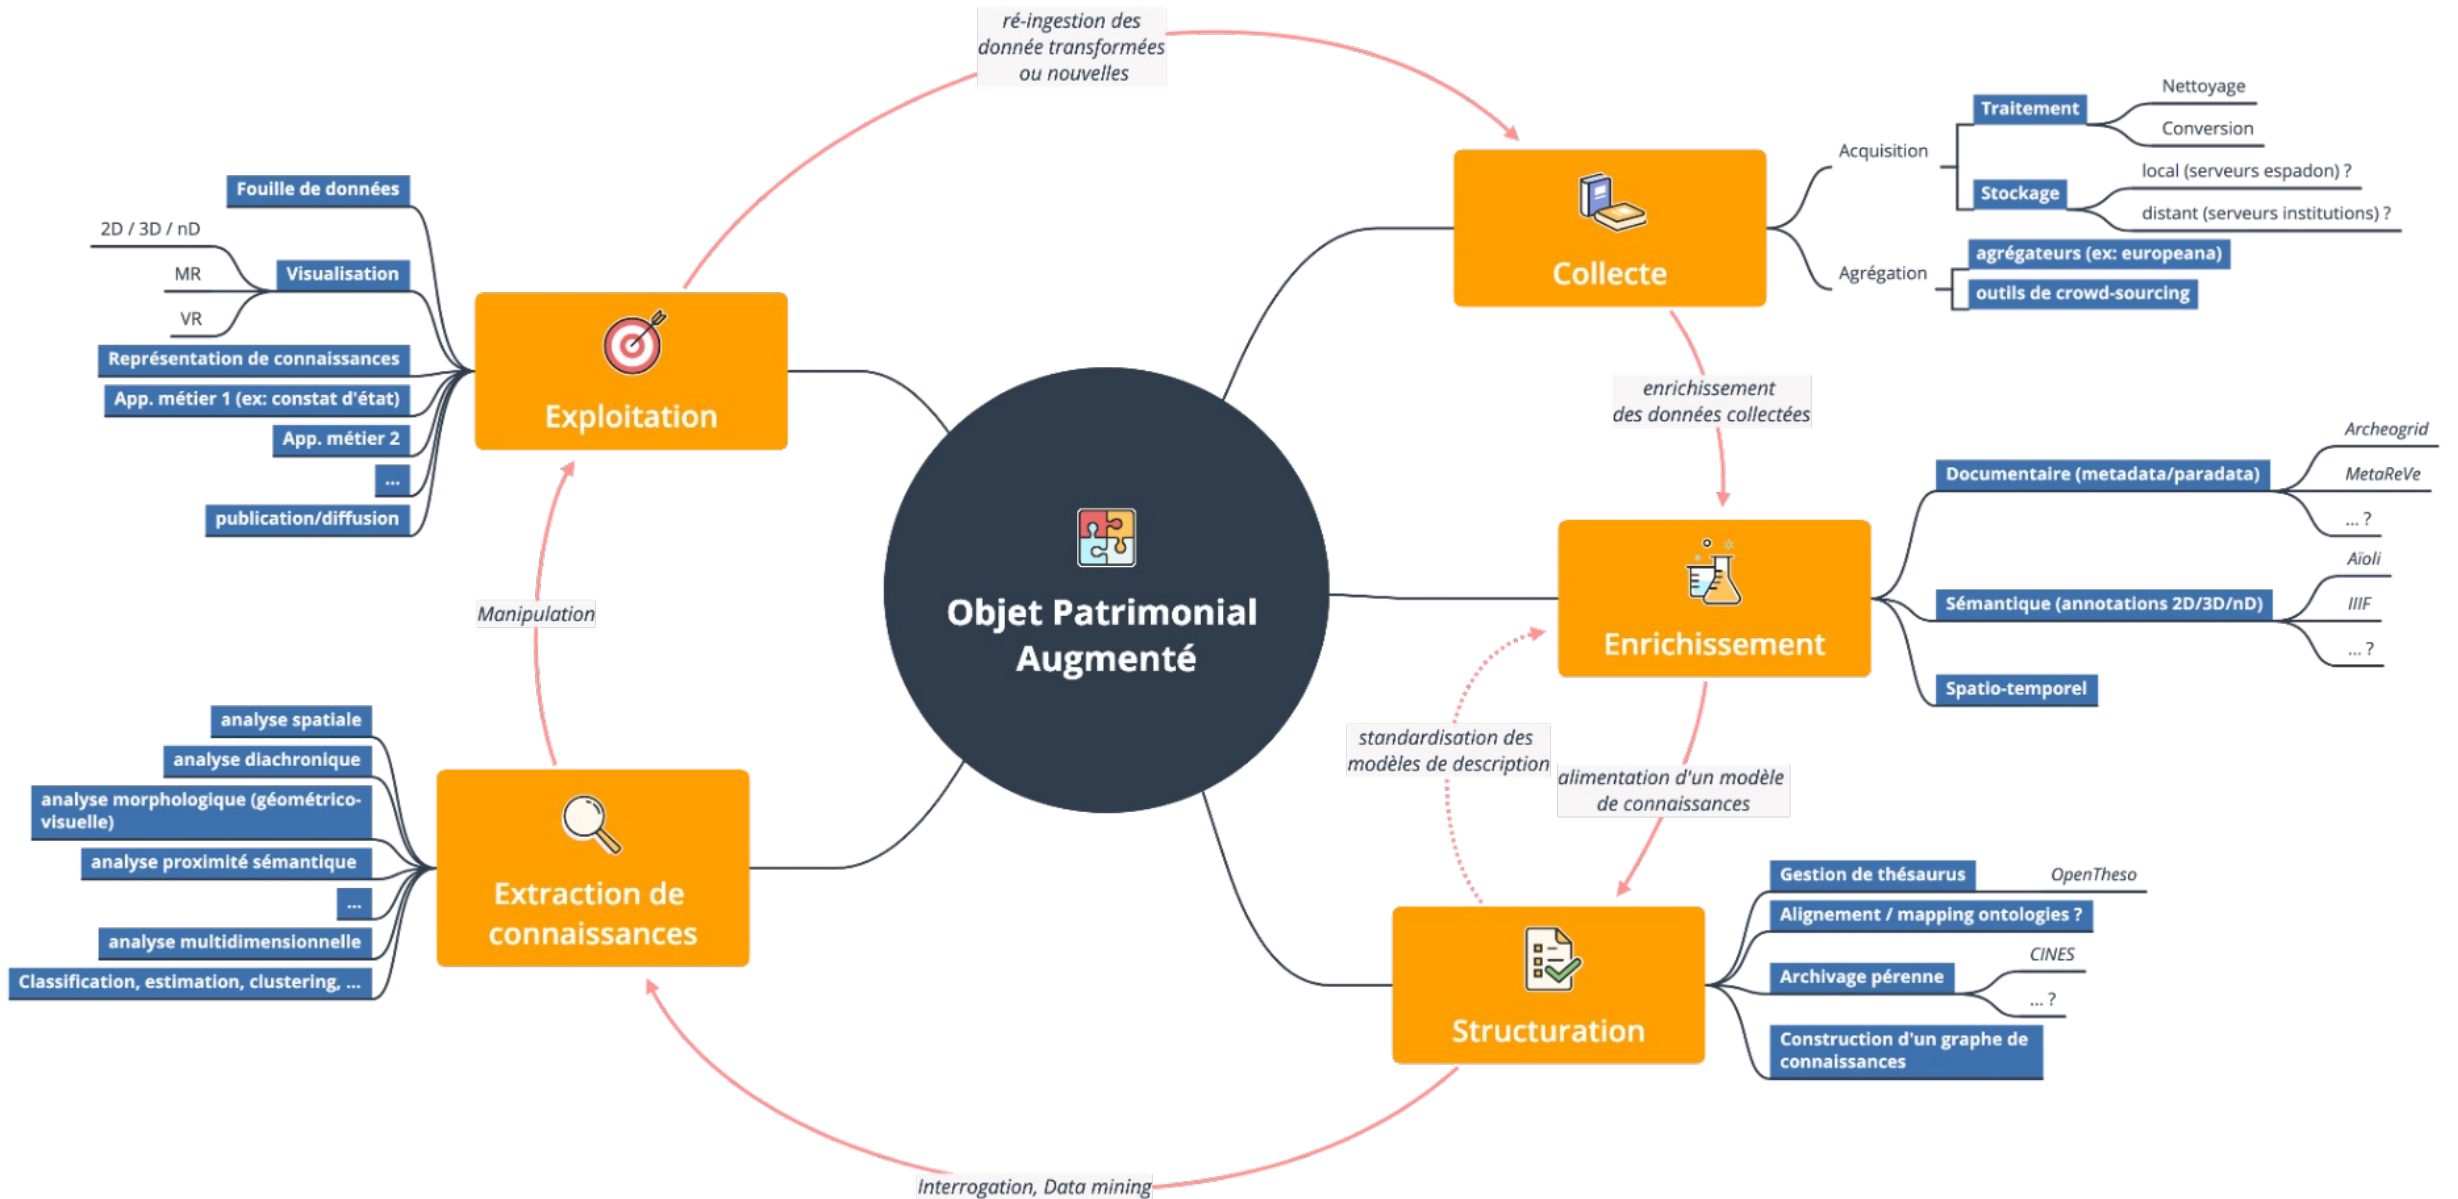 ré-ingestion des
donnée transformées
ou nouvelles
Collecte
Acquisition
Traitement
Nettoyage
Conversion
Stockage
local (serveurs espadon) ?
distant (serveurs institutions) ?
Agrégation
agrégateurs (ex: europeana)
outils de crowd-sourcing
enrichissement
des données collectées
Enrichissement
Documentaire (metadata/paradata)
Archeogrid
MetaReVe
... ?
Sémantique (annotations 2D/3D/nD)
Aïoli
IIIF
... ?
Spatio-temporel
standardisation des
modèles de description
alimentation d'un modèle
de connaissances
Structuration
Gestion de thésaurus
OpenTheso
Alignement / mapping ontologies ?
Archivage pérenne
CINES
... ?
Construction d'un graphe de
connaissances
Interrogation, Data mining
Extraction de
connaissances
analyse spatiale
analyse diachronique
analyse morphologique (géométrico-
visuelle)
analyse proximité sémantique
...
analyse multidimensionnelle
Classification, estimation, clustering, ...
Manipulation
Exploitation
Fouille de données
Visualisation
2D / 3D / nD
MR
VR
Représentation de connaissances
App. métier 1 (ex: constat d'état)
App. métier 2
...
publication/diffusion
Objet Patrimonial
Augmenté